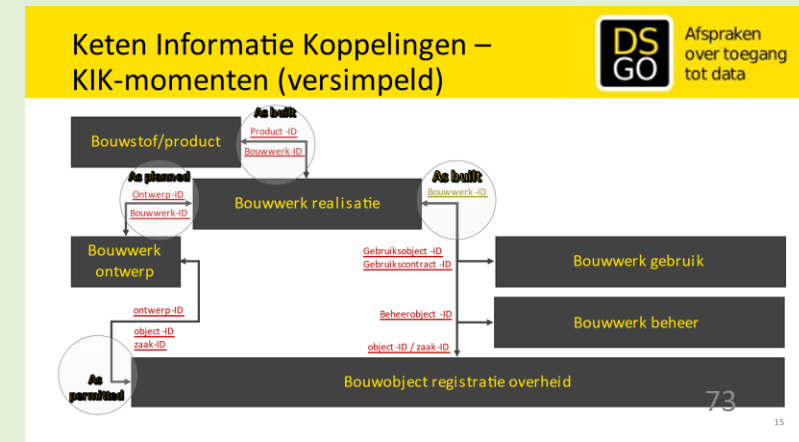 Keten Informatie Koppelingen –
KIK-momenten (versimpeld)
DS
GO
Afspraken
over toegang
tot data
As built
Bouwstof/product
Product -ID
Bouwwerk-ID
As planned
Ontwerp-ID
Bouwwerk-ID
Bouwwerk realisatie
As built
Bouwwerk -ID
Bouwwerk
ontwerp
Gebruiksobject -ID
Gebruikscontract -ID
Bouwwerk gebruik
ontwerp -ID
object -ID
zaak-ID
Beheerobject -ID
Bouwwerk beheer
object -ID / zaak-ID
As
permitted
Bouwobject registratie overheid
73
15